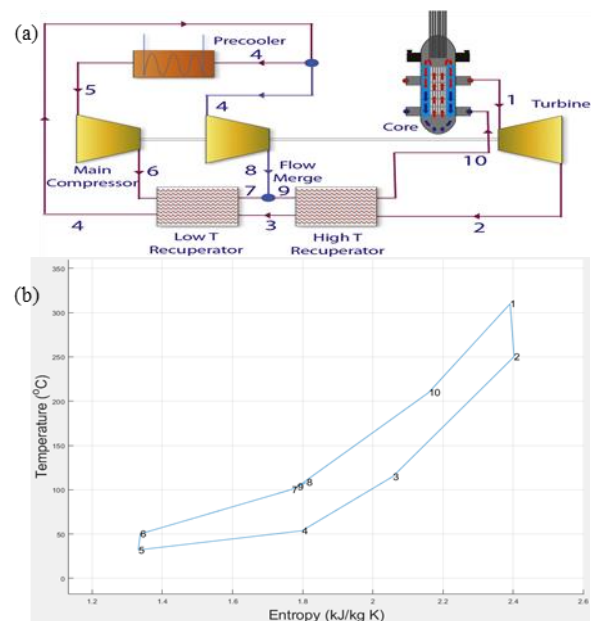 (a)
Precooler
4
5
4
1
Turbine
Core
10
Main
Compressor
6
8
Flow
Merge
7
9
4
3
2
Low T
Recuperator
High T
Recuperator
(b)
350
300
250
200
150
100
50
0
Temperature (°C)
1
2
10
3
7
9
8
6
4
5
1.2
1.4
1.6
1.8
2
2.2
2.4
2.6
Entropy (kJ/kg K)